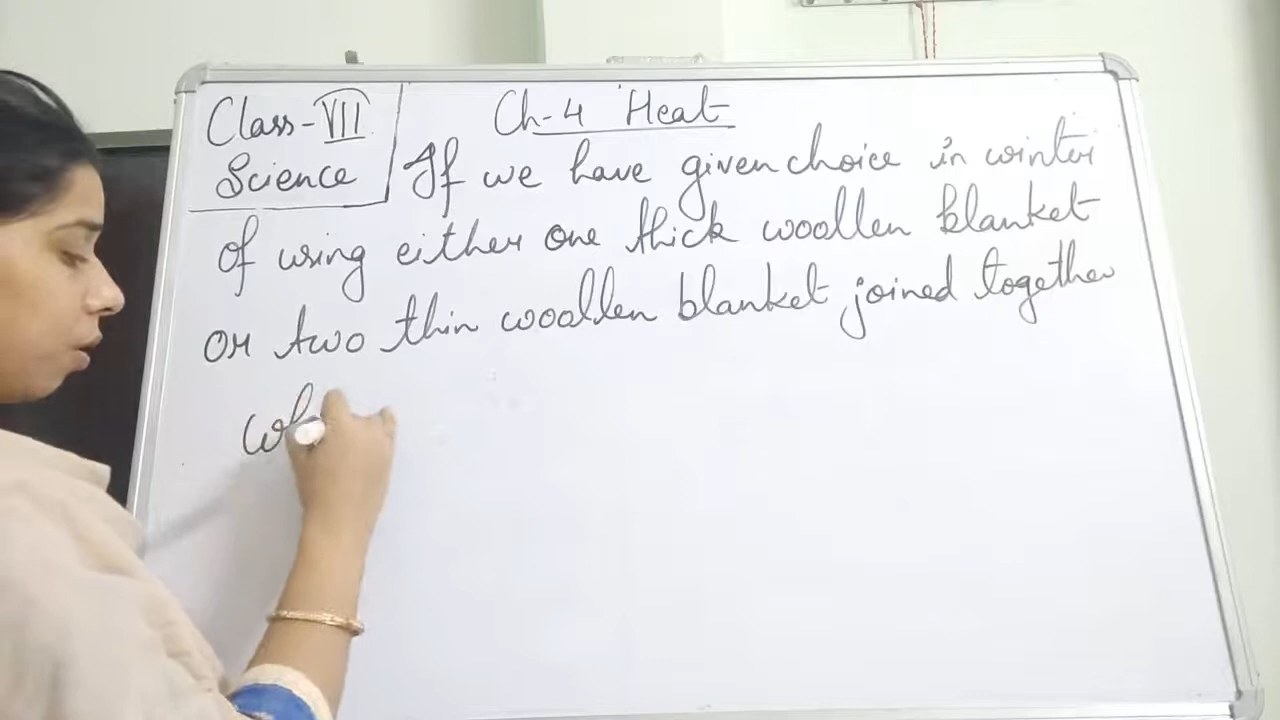 Class-VII
Science
Ch-4 Heat
If we have given choice in winter
of using either one thick woollen blanket
or two thin woollen blanket joined together